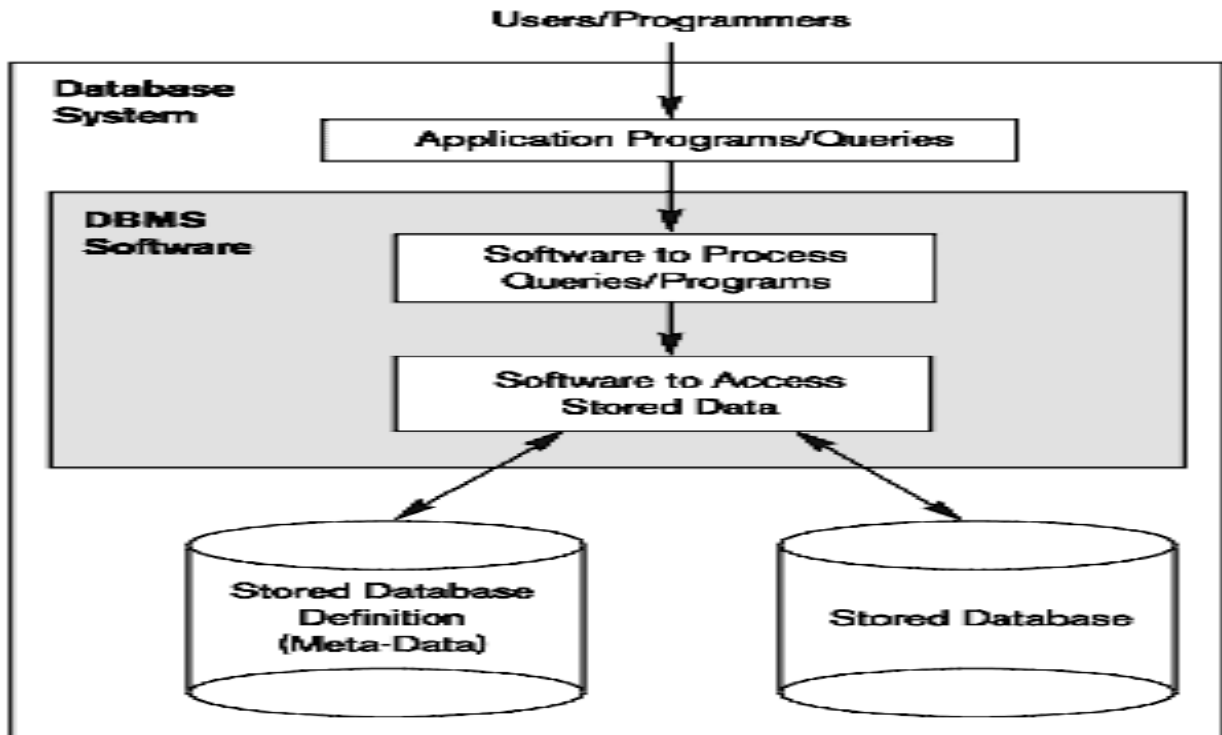 Users/Programmers
Database
System
Application Programs/Queries
DBMS
Software
Software to Process
Queries/Programs
Software to Access
Stored Data
Stored Database
Definition
(Meta-Data)
Stored Database